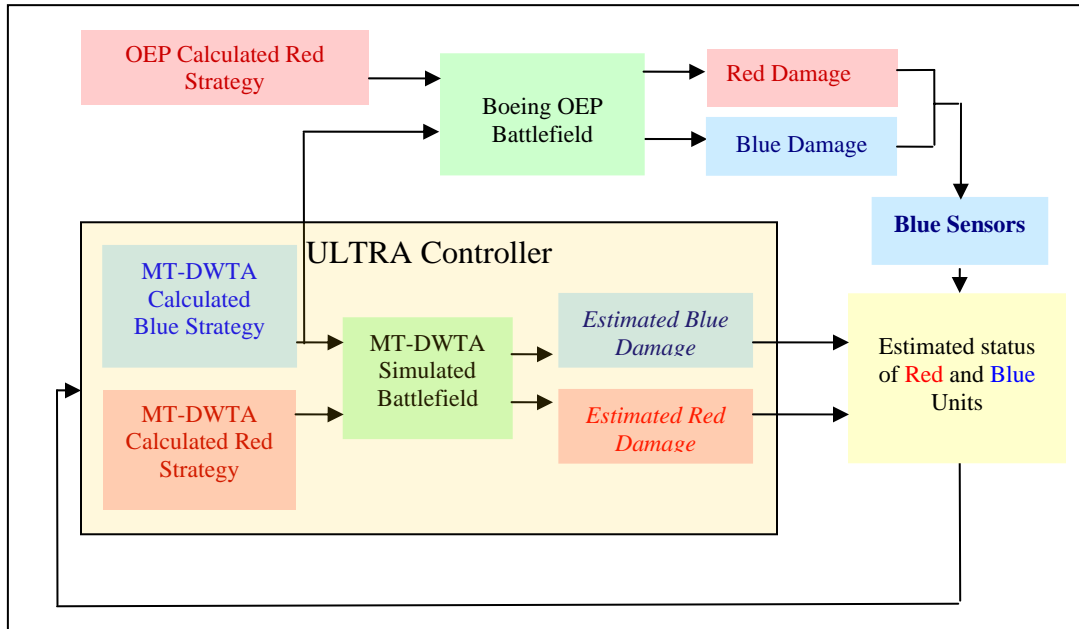 OEP Calculated Red
Strategy
Boeing OEP
Battlefield
Red Damage
Blue Damage
Blue Sensors
ULTRA Controller
MT-DWTA
Calculated
Blue Strategy
MT-DWTA
Simulated
Battlefield
Estimated Blue
Damage
Estimated status
of Red and Blue
Units
MT-DWTA
Calculated Red
Strategy
Estimated Red
Damage